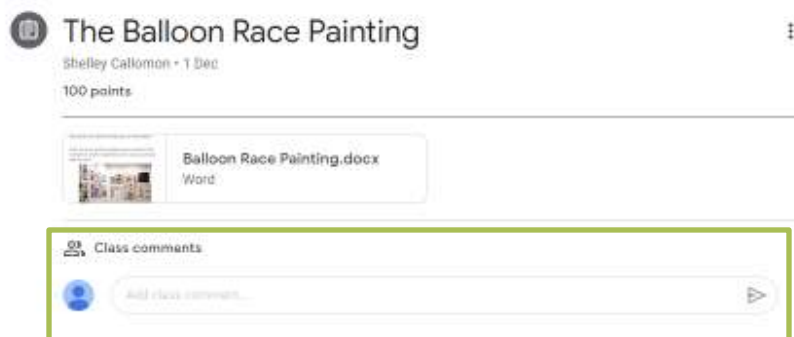 The Balloon Race Painting
Shelley Callomon • 1 Dec
100 points
Balloon Race Painting.docx
Word
Class comments
Add class comment...